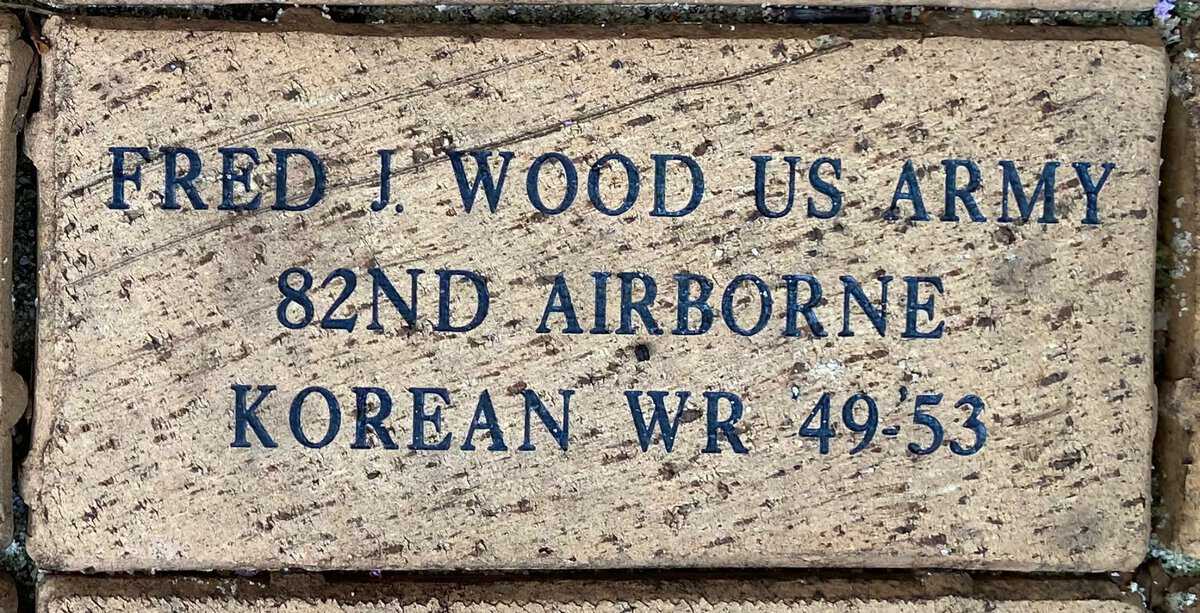 FRED J. WOOD US ARMY
82ND AIRBORNE
KOREAN WR '49-'53